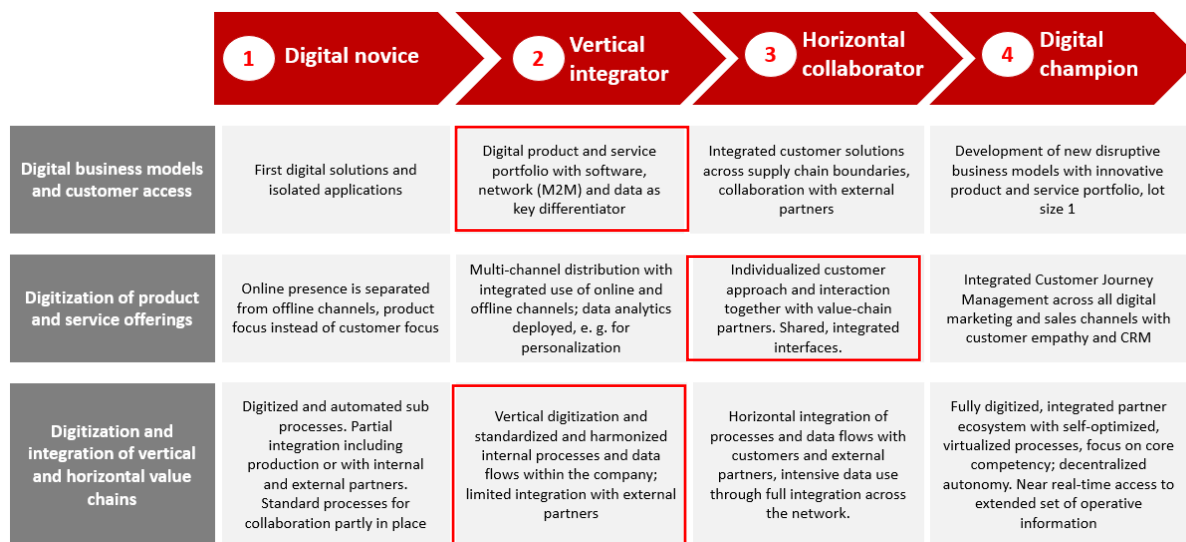 1
Digital novice
2
Vertical
integrator
3
Horizontal
collaborator
4
Digital
champion
Digital business models
and customer access
First digital solutions and
isolated applications
Digital product and service
portfolio with software,
network (M2M) and data as
key differentiator
Integrated customer solutions
across supply chain boundaries,
collaboration with external
partners
Development of new disruptive
business models with innovative
product and service portfolio, lot
size 1
Digitization of product
and service offerings
Online presence is separated
from offline channels, product
focus instead of customer focus
Multi-channel distribution with
integrated use of online and
offline channels; data analytics
deployed, e. g. for
personalization
Individualized customer
approach and interaction
together with value-chain
partners. Shared, integrated
interfaces.
Integrated Customer Journey
Management across all digital
marketing and sales channels with
customer empathy and CRM
Digitization and
integration of vertical
and horizontal value
chains
Digitized and automated sub
processes. Partial
integration including
production or with internal
and external partners.
Standard processes for
collaboration partly in place
Vertical digitization and
standardized and harmonized
internal processes and data
flows within the company;
limited integration with external
partners
Horizontal integration of
processes and data flows with
customers and external
partners, intensive data use
through full integration across
the network.
Fully digitized, integrated partner
ecosystem with self-optimized,
virtualized processes, focus on core
competency; decentralized
autonomy. Near real-time access to
extended set of operative
information